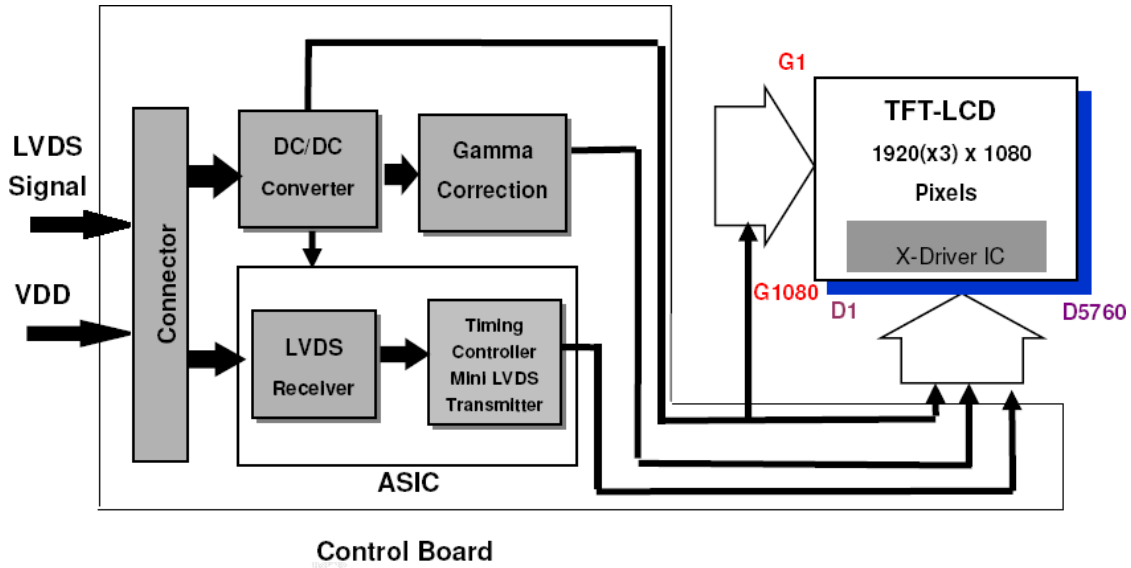 LVDS
Signal
VDD
Connector
DC/DC
Converter
Gamma
Correction
LVDS
Receiver
Timing
Controller
Mini LVDS
Transmitter
ASIC
G1
G1080
TFT-LCD
1920(x3) x 1080
Pixels
X-Driver IC
D1
D5760
Control Board